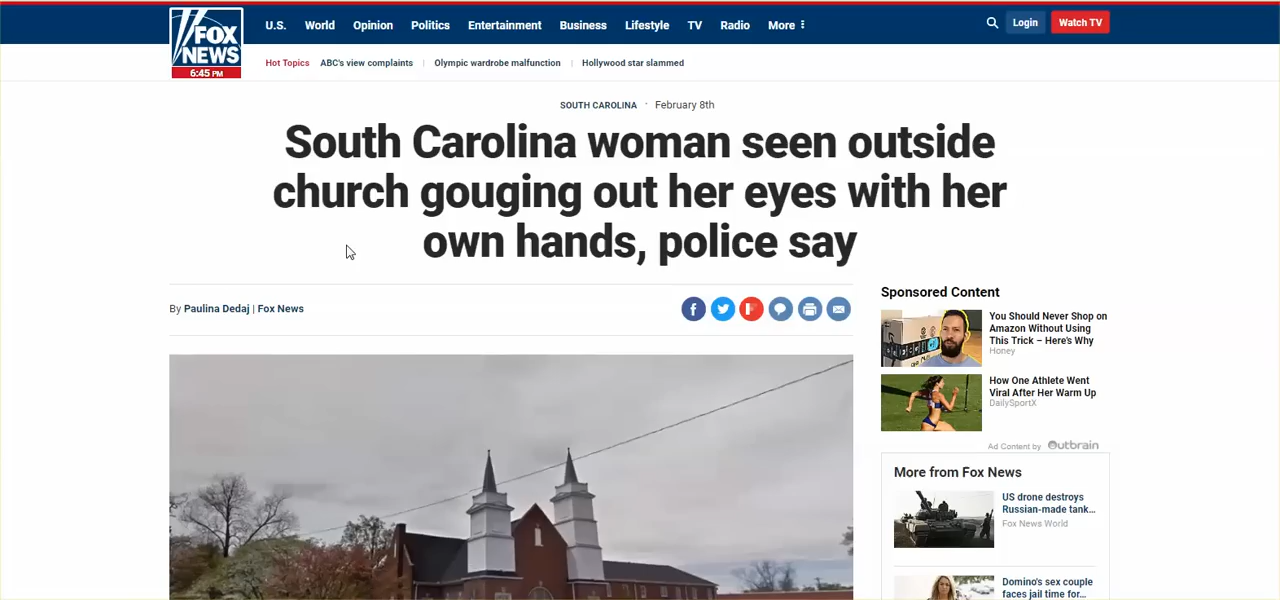 FOX
NEWS
6:45 PM
U.S. World Opinion Politics Entertainment Business Lifestyle TV Radio More
Login
Watch TV
Hot Topics ABC's view complaints Olympic wardrobe malfunction Hollywood star slammed
SOUTH CAROLINA · February 8th
South Carolina woman seen outside
church gouging out her eyes with her
own hands, police say
By Paulina Dedaj | Fox News
Sponsored Content
You Should Never Shop on
Amazon Without Using
This Trick – Here's Why
Honey
How One Athlete Went
Viral After Her Warm Up
DailySportX
Ad Content by Outbrain
More from Fox News
US drone destroys
Russian-made tank...
Fox News World
Domino's sex couple
faces jail time for...